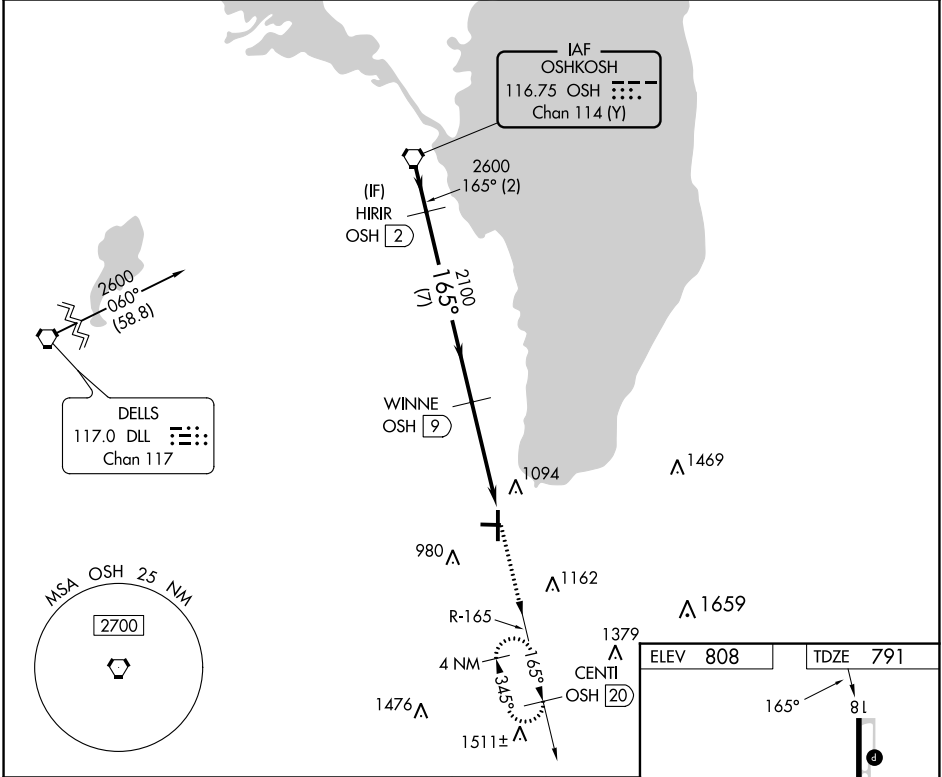 IAF
OSHKOSH
116.75 OSH
Chan 114 (Y)
2600
165° (2)
(IF)
HIRIR
OSH 2
2100
165°
(7)
2600
060°
(58.8)
DELLS
117.0 DLL
Chan 117
WINNE
OSH 9
1094
1469
980
1162
1659
MSA OSH 25 NM
2700
R-165
1379
4 NM
165°
345°
CENTI
OSH 20
1476
1511±
ELEV 808
TDZE 791
165°
18
P